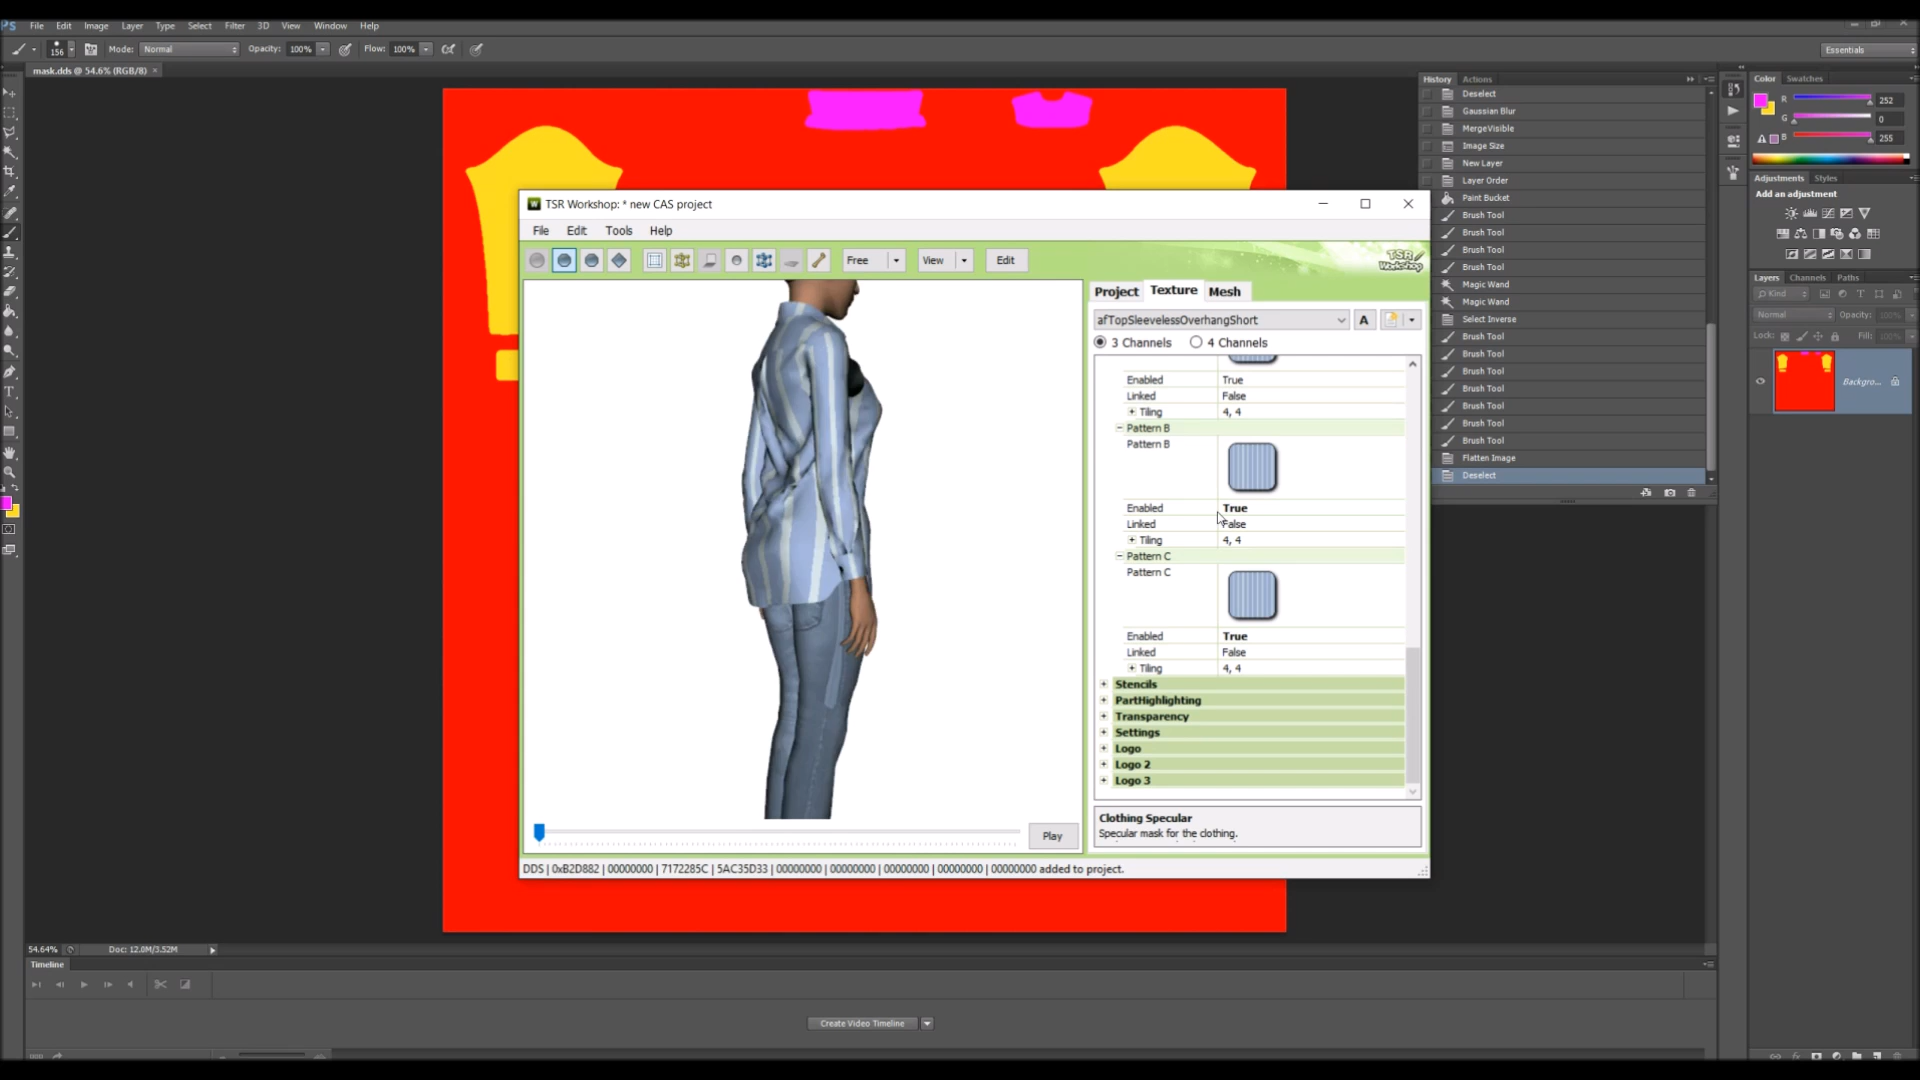 PS File Edit Image Layer Type Select Filter 3D View Window Help
156 Mode: Normal Opacity: 100% Flow: 100% Essentials
mask.dds @ 54.6% (RGB/8) ×
History Actions
Deselect
Gaussian Blur
MergeVisible
Image Size
New Layer
Layer Order
Paint Bucket
Brush Tool
Brush Tool
Brush Tool
Brush Tool
Magic Wand
Magic Wand
Select Inverse
Brush Tool
Brush Tool
Brush Tool
Brush Tool
Brush Tool
Brush Tool
Brush Tool
Flatten Image
Deselect
Color Swatches
R 252
G 0
B 255
Adjustments Styles
Add an adjustment
Layers Channels Paths
Kind
Normal Opacity: 100%
Lock: Fill: 100%
Backgro...
TSR Workshop: * new CAS project
File Edit Tools Help
Free View Edit
TSR Workshop
Project Texture Mesh
afTopSleevelessOverhangShort A
3 Channels 4 Channels
Enabled True
Linked False
Tiling 4, 4
Pattern B
Pattern B
Enabled True
Linked False
Tiling 4, 4
Pattern C
Pattern C
Enabled True
Linked False
Tiling 4, 4
Stencils
PartHighlighting
Transparency
Settings
Logo
Logo 2
Logo 3
Clothing Specular
Specular mask for the clothing.
Play
DDS | 0xB2D882 | 00000000 | 7172285C | 5AC35D33 | 00000000 | 00000000 | 00000000 | 00000000 | 00000000 added to project.
54.64% Doc: 12.0M/3.52M
Timeline
Create Video Timeline